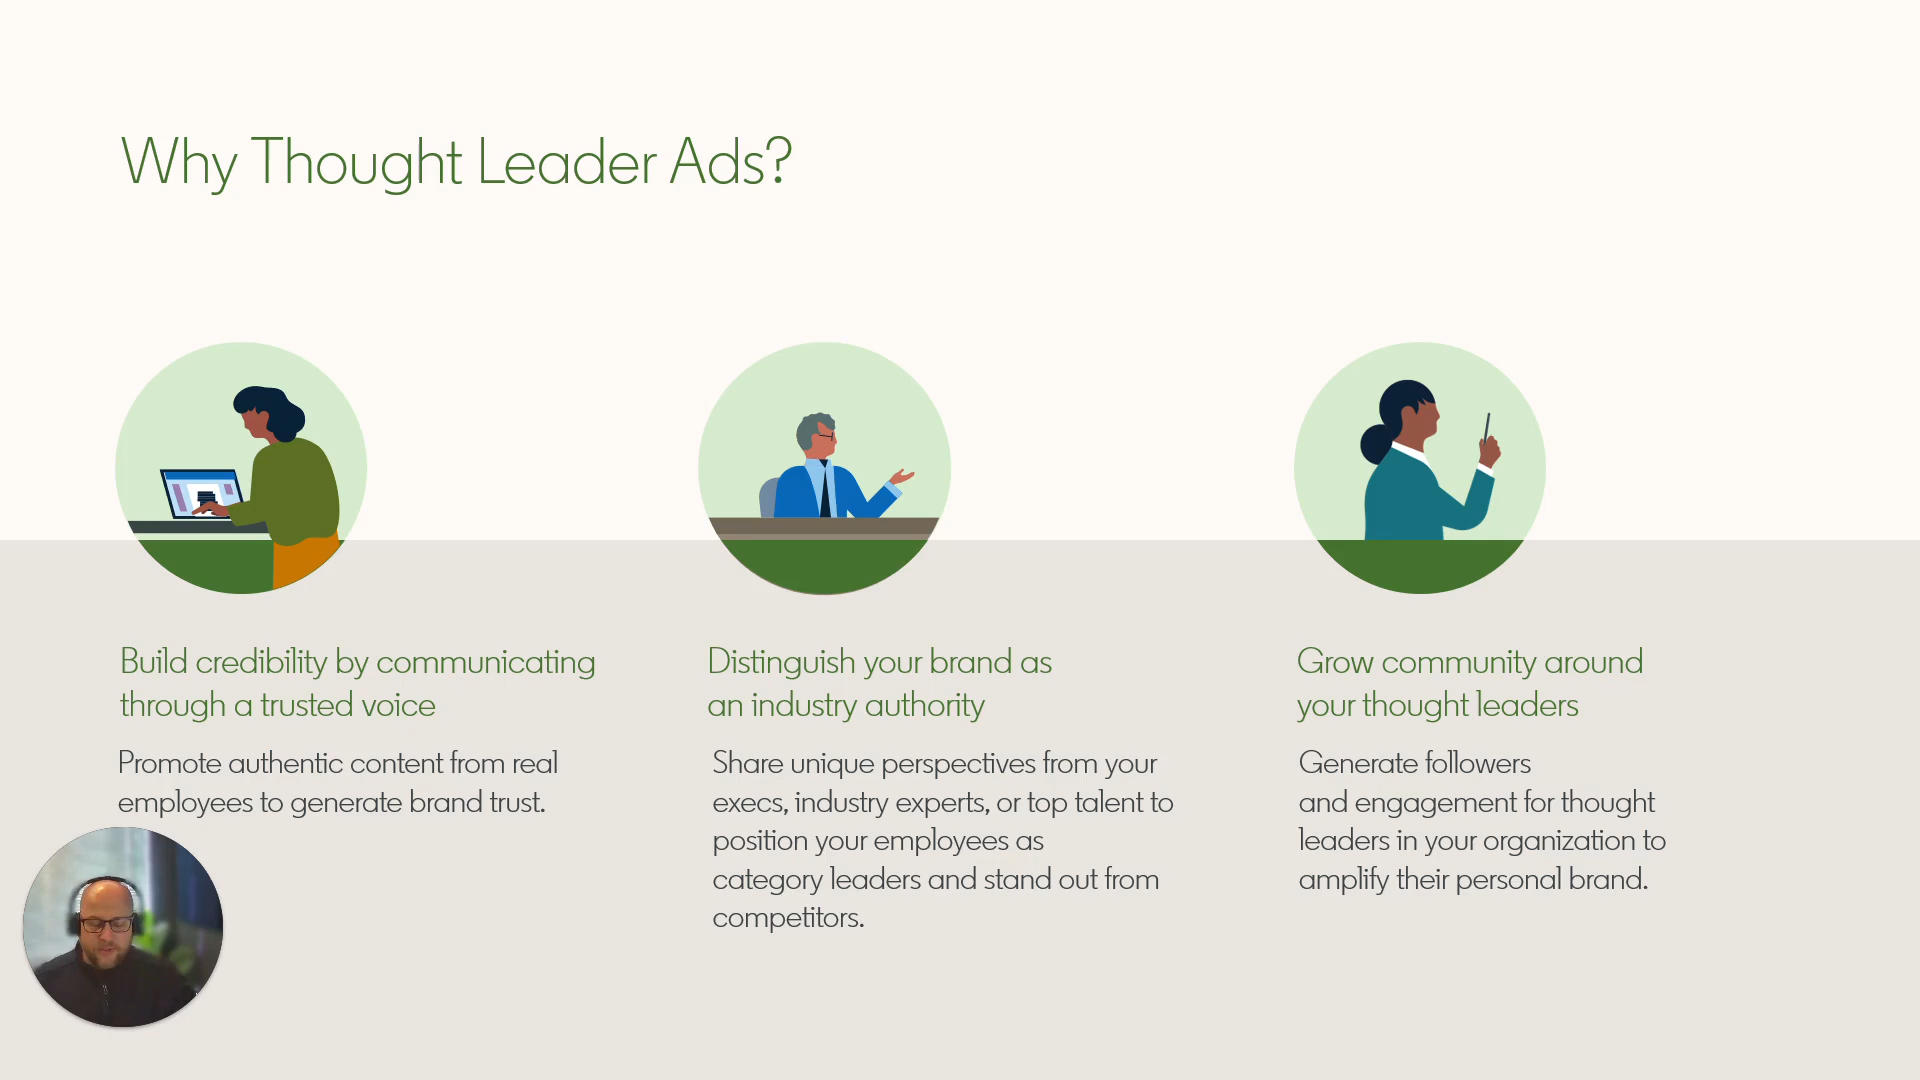 Why Thought Leader Ads?
Build credibility by communicating
through a trusted voice
Promote authentic content from real
employees to generate brand trust.
Distinguish your brand as
an industry authority
Share unique perspectives from your
execs, industry experts, or top talent to
position your employees as
category leaders and stand out from
competitors.
Grow community around
your thought leaders
Generate followers
and engagement for thought
leaders in your organization to
amplify their personal brand.